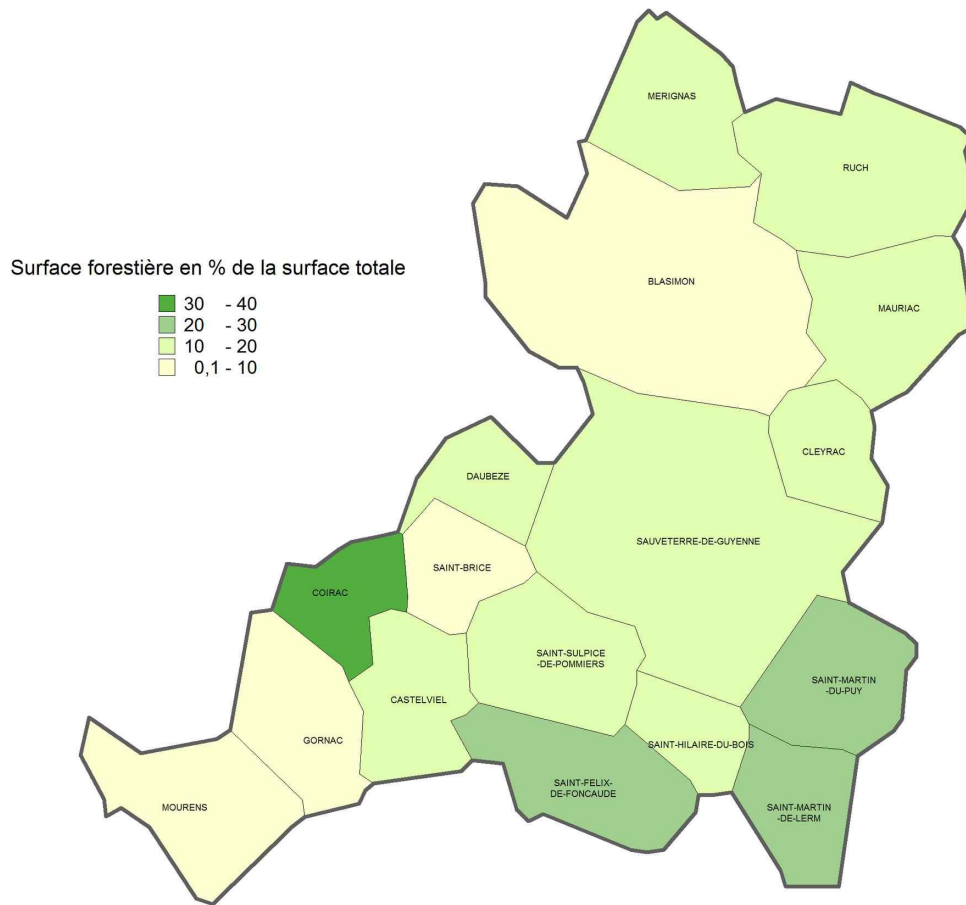 MERIGNAS
RUCH
Surface forestière en % de la surface totale
30 - 40
20 - 30
10 - 20
0,1 - 10
BLASIMON
MAURIAC
CLEYRAC
DAUBEZE
SAUVETERRE-DE-GUYENNE
SAINT-BRICE
COIRAC
SAINT-SULPICE
-DE-POMMIERS
SAINT-MARTIN
-DU-PUY
CASTELVIEL
GORNAC
SAINT-HILAIRE-DU-BOIS
SAINT-FELIX-
DE-FONCAUDE
MOURENS
SAINT-MARTIN
-DE-LERM